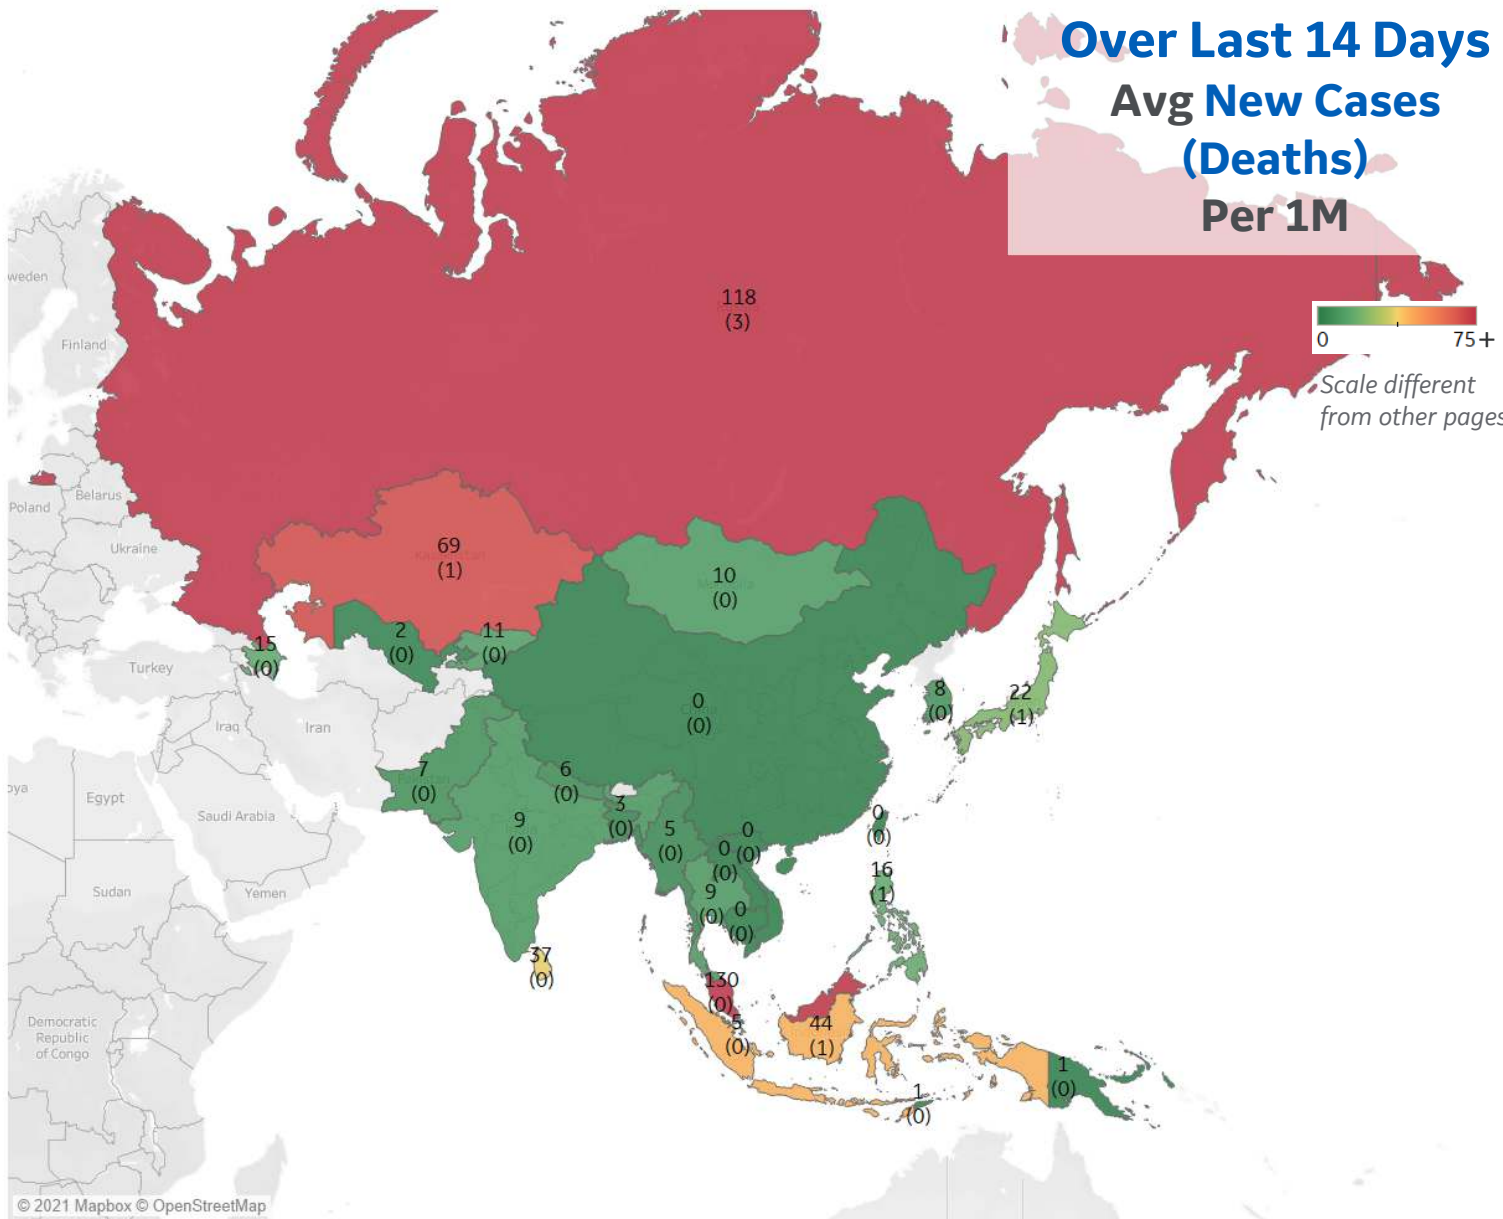 Over Last 14 Days
Avg New Cases
(Deaths)
Per 1M
0 75+
Scale different
from other pages
weden
Finland
Poland
Belarus
Ukraine
Turkey
Iraq
Iran
oya
Egypt
Saudi Arabia
Sudan
Yemen
Democratic
Republic
of Congo
118
(3)
69
(1)
10
(0)
2
(0)
11
(0)
15
(0)
0
(0)
8
(0)
22
(1)
7
(0)
6
(0)
9
(0)
3
(0)
5
(0)
0
(0)
0
(0)
9
(0)
0
(0)
0
(0)
16
(1)
37
(0)
130
(0)
5
(0)
44
(1)
1
(0)
1
(0)
© 2021 Mapbox © OpenStreetMap